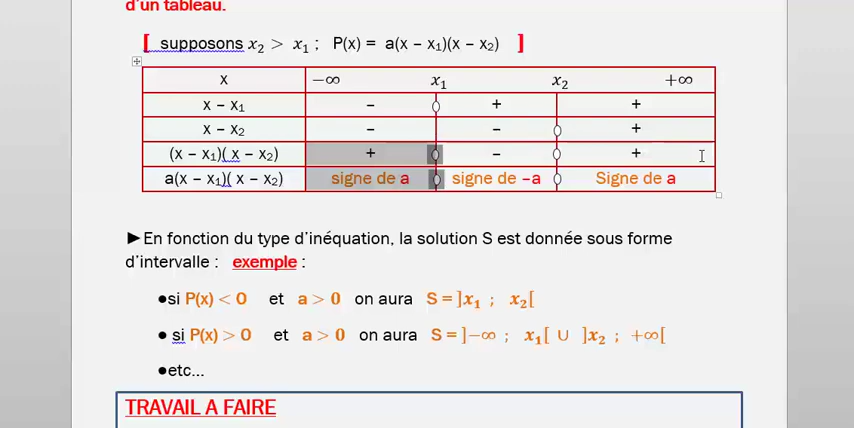 d'un tableau.
[ supposons x₂ > x₁ ; P(x) = a(x – x₁)(x – x₂) ]
x −∞ x₁ x₂ +∞
x – x₁ – 0 + +
x – x₂ – – 0 +
(x – x₁)( x – x₂) + 0 – 0 +
a(x – x₁)( x – x₂) signe de a 0 signe de –a 0 Signe de a
►En fonction du type d'inéquation, la solution S est donnée sous forme
d'intervalle : exemple :
●si P(x) < 0 et a > 0 on aura S = ]x₁ ; x₂[
● si P(x) > 0 et a > 0 on aura S = ]−∞ ; x₁[ ∪ ]x₂ ; +∞[
●etc...
TRAVAIL A FAIRE